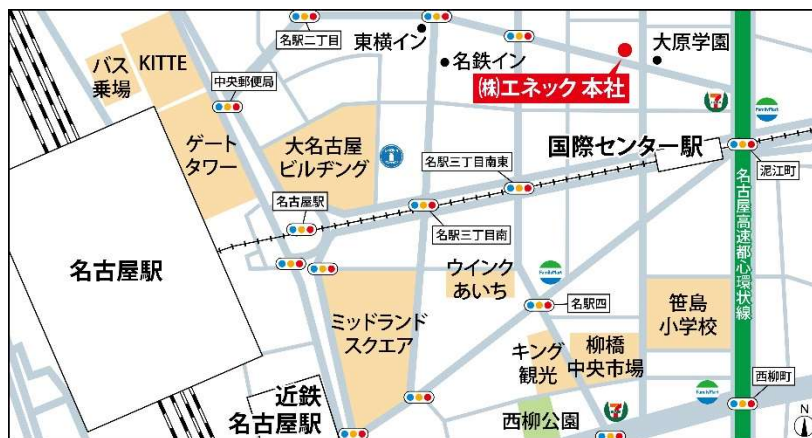 名駅二丁目
東横イン
大原学園
バス
乗場
KITTE
名鉄イン
中央郵便局
(株)エネック 本社
ゲート
タワー
大名古屋
ビルヂング
国際センター駅
FamilyMart
名駅三丁目南東
泥江町
名古屋駅
名駅三丁目南
名古屋高速都心環状線
名古屋駅
ウインク
あいち
FamilyMart
ミッドランド
スクエア
名駅四
笹島
小学校
キング
観光
柳橋
中央市場
近鉄
名古屋駅
西柳町
FamilyMart
西柳公園
N